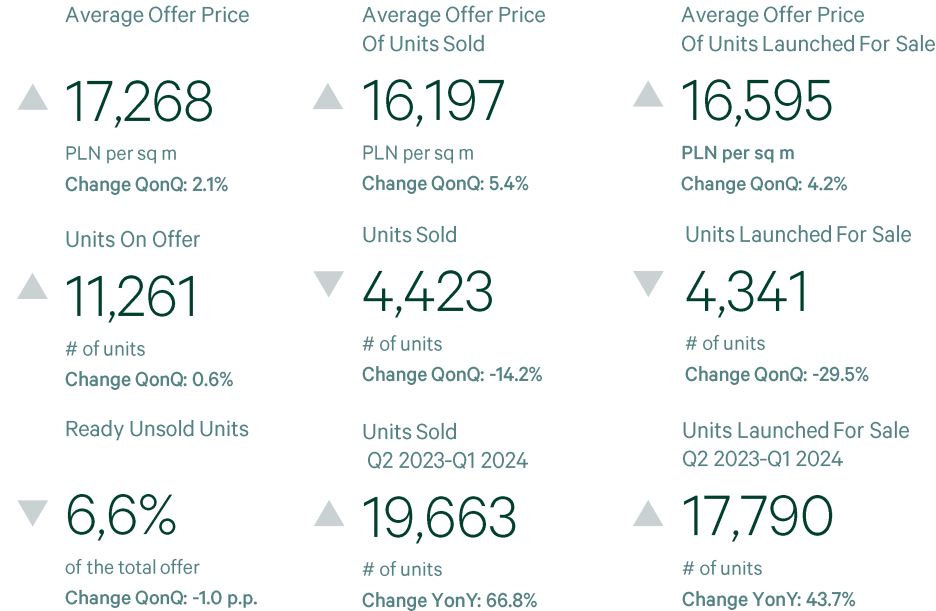 Average Offer Price
17,268
PLN per sq m
Change QonQ: 2.1%
Average Offer Price
Of Units Sold
16,197
PLN per sq m
Change QonQ: 5.4%
Average Offer Price
Of Units Launched For Sale
16,595
PLN per sq m
Change QonQ: 4.2%
Units On Offer
11,261
# of units
Change QonQ: 0.6%
Units Sold
4,423
# of units
Change QonQ: -14.2%
Units Launched For Sale
4,341
# of units
Change QonQ: -29.5%
Ready Unsold Units
6,6%
of the total offer
Change QonQ: -1.0 p.p.
Units Sold
Q2 2023-Q1 2024
19,663
# of units
Change YonY: 66.8%
Units Launched For Sale
Q2 2023-Q1 2024
17,790
# of units
Change YonY: 43.7%